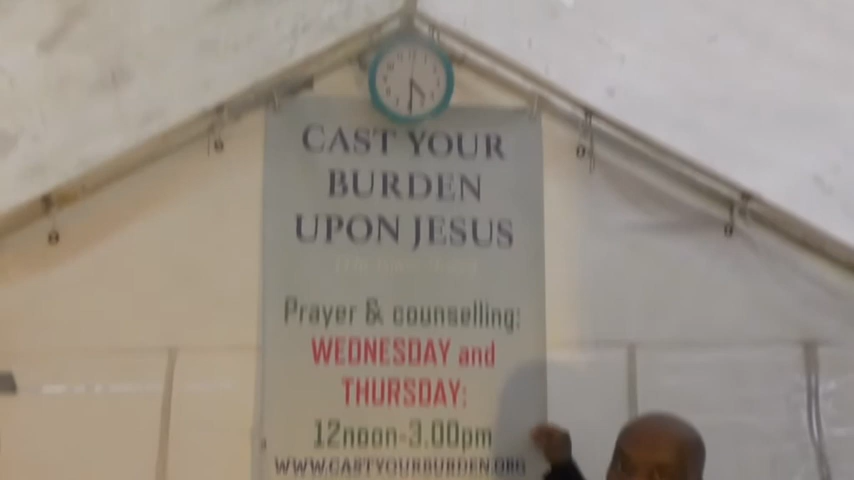 CAST YOUR
BURDEN
UPON JESUS
Prayer & counselling:
WEDNESDAY and
THURSDAY:
12noon-3.00pm
WWW.CASTYOURBURDEN.ORG